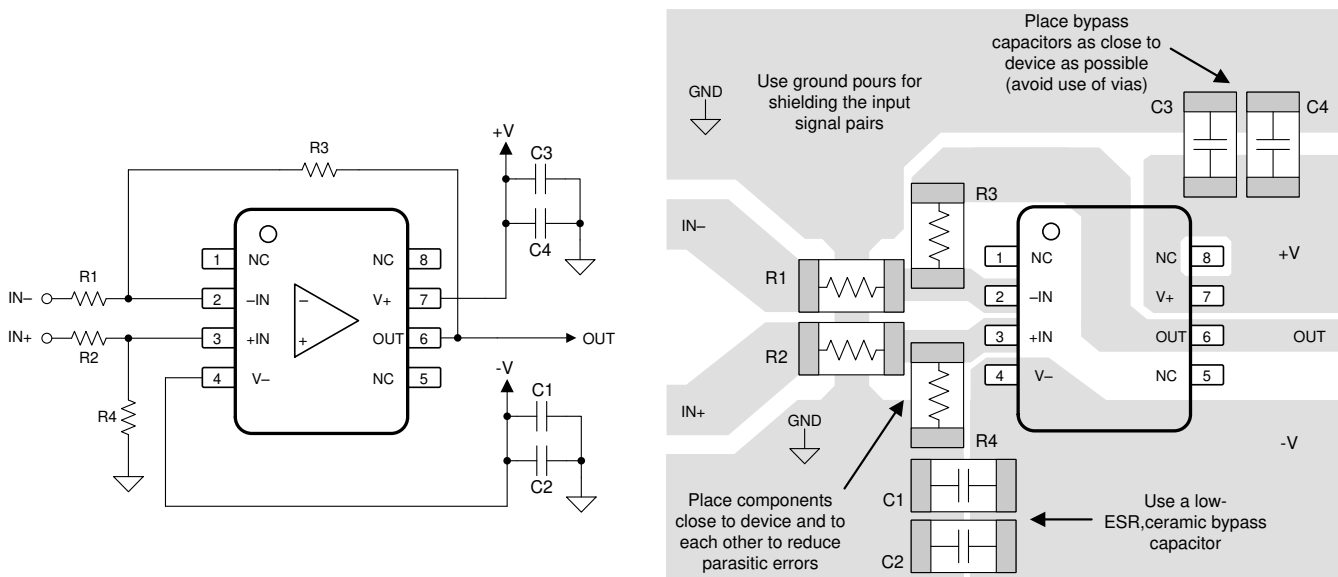 +V
C3
C4
R3
1
NC
NC
8
IN–
R1
2
–IN
V+
7
–
IN+
R2
3
+IN
+
OUT
6
OUT
4
V–
NC
5
R4
-V
C1
C2
Place bypass
capacitors as close to
device as possible
(avoid use of vias)
Use ground pours for
shielding the input
signal pairs
GND
C3
C4
R3
IN–
R1
1
NC
NC
8
+V
2
–IN
V+
7
3
+IN
OUT
6
OUT
R2
4
V–
NC
5
IN+
GND
R4
-V
C1
C2
Place components
close to device and to
each other to reduce
parasitic errors
Use a low-
ESR,ceramic bypass
capacitor